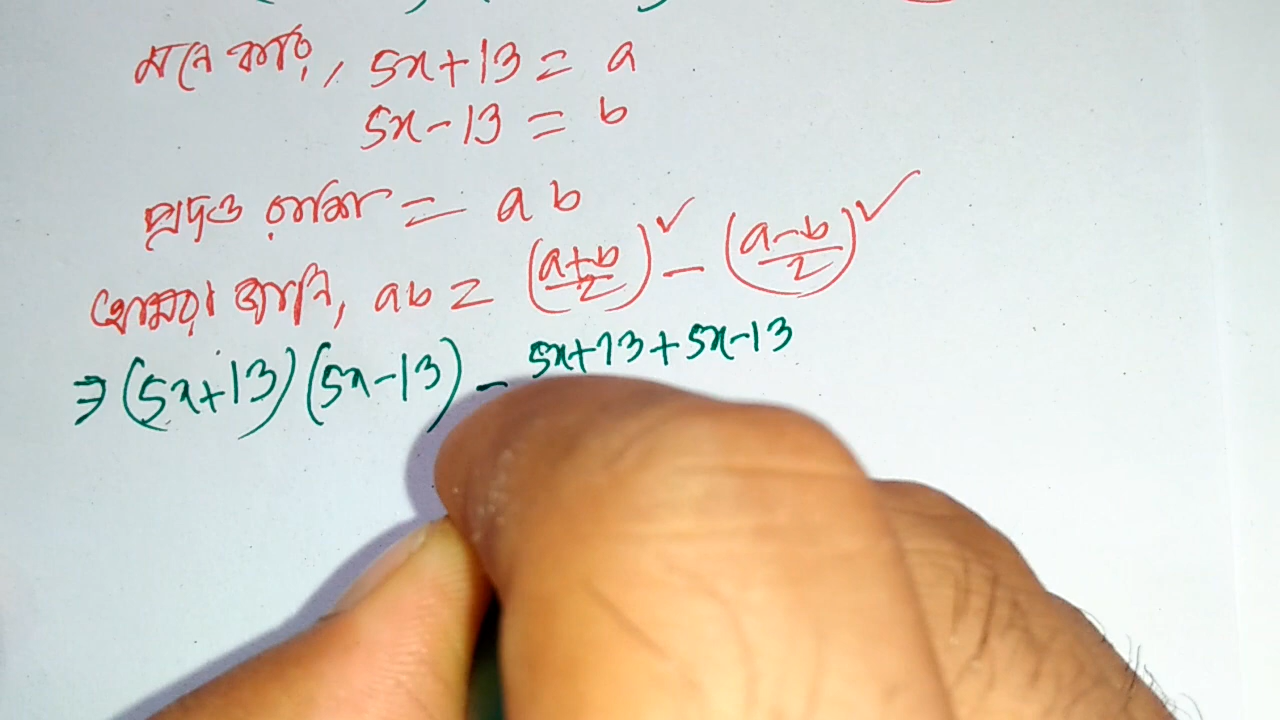 মনে করি, 5x+13 = a
5x-13 = b
প্রদত্ত রাশি = ab
আমরা জানি, ab = (a+b/2)² - (a-b/2)²
⇒ (5x+13)(5x-13) = 5x+13+5x-13